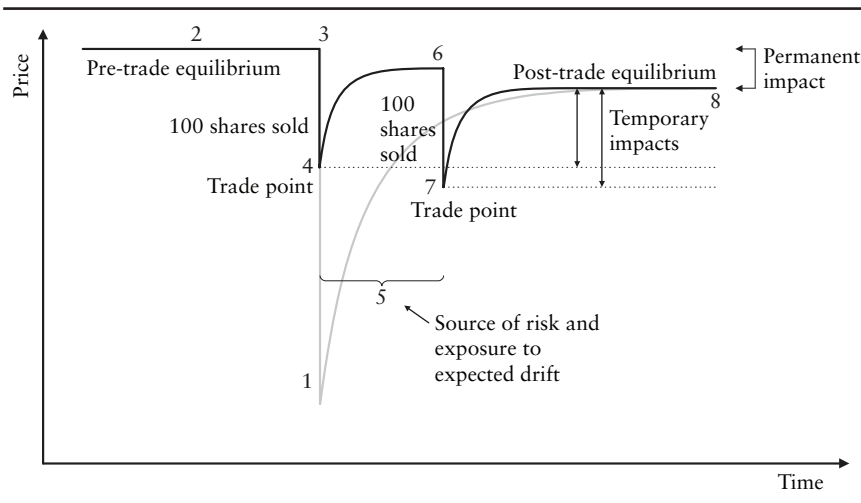 2
3
Pre-trade equilibrium
6
Post-trade equilibrium
Permanent
impact
8
Price
100 shares sold
100
shares
sold
Temporary
impacts
4
Trade point
7
Trade point
5
Source of risk and
exposure to
expected drift
1
Time